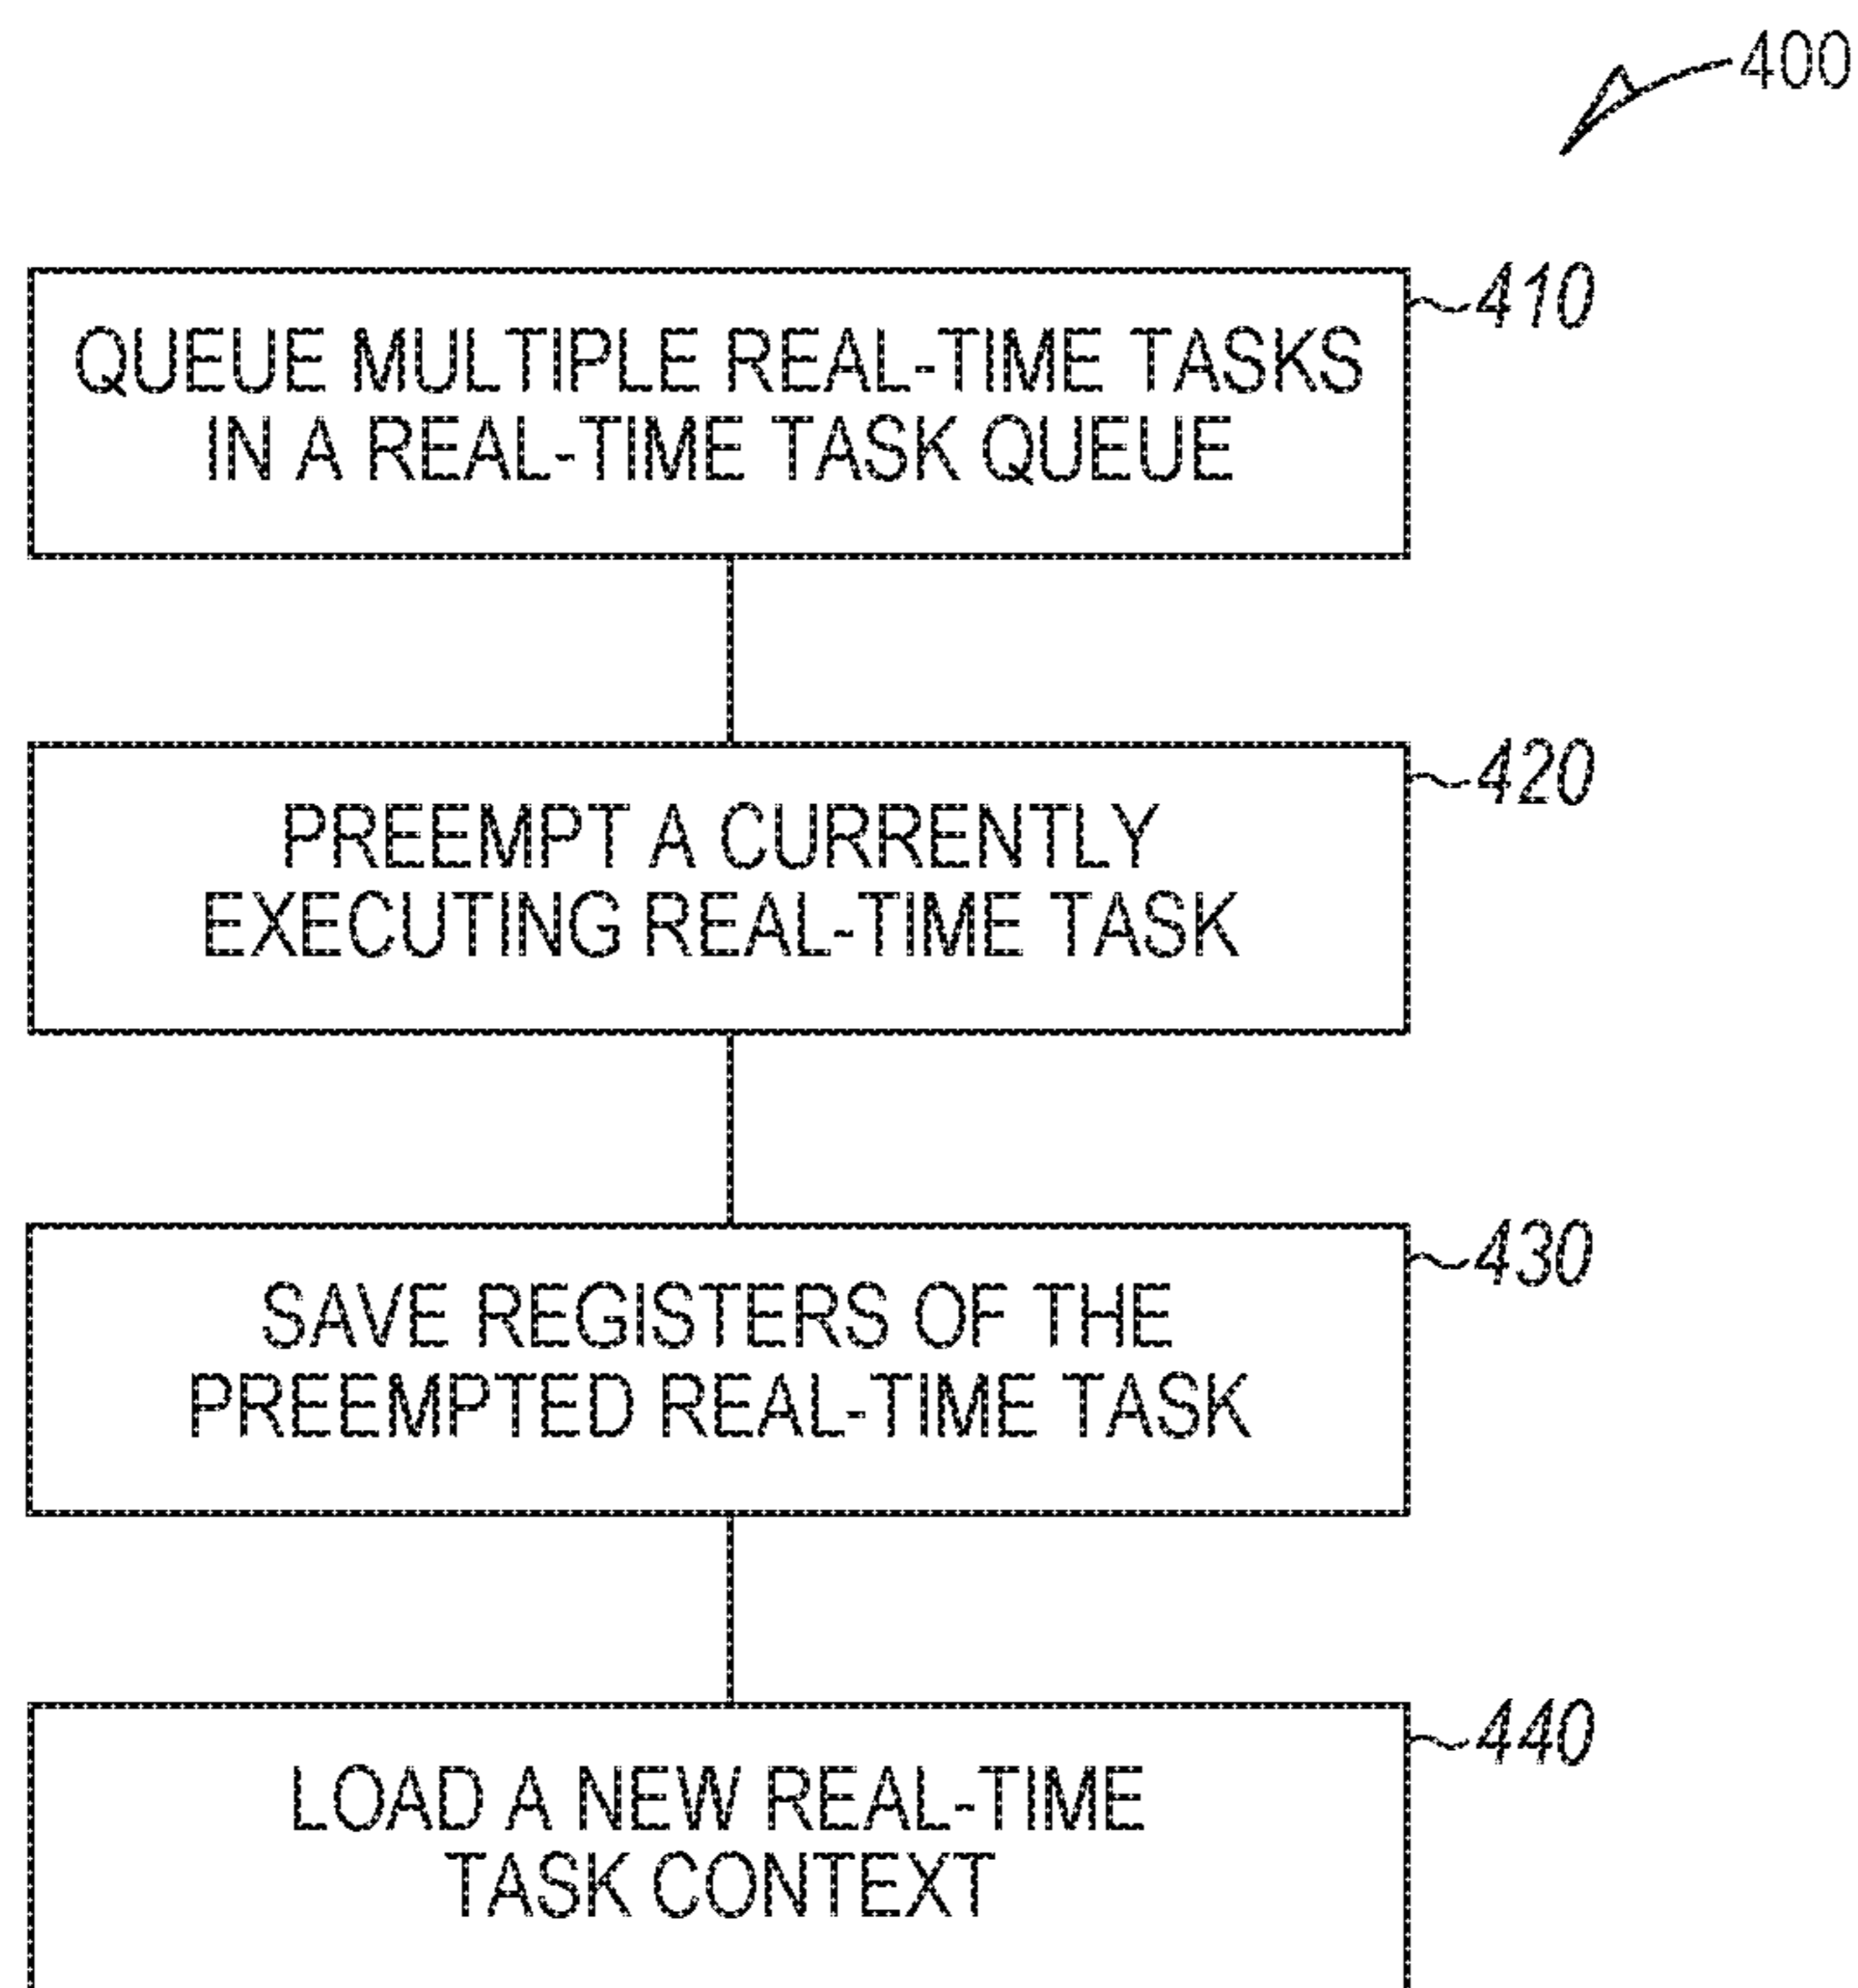 400
410
QUEUE MULTIPLE REAL-TIME TASKS
IN A REAL-TIME TASK QUEUE
420
PREEMPT A CURRENTLY
EXECUTING REAL-TIME TASK
430
SAVE REGISTERS OF THE
PREEMPTED REAL-TIME TASK
440
LOAD A NEW REAL-TIME
TASK CONTEXT